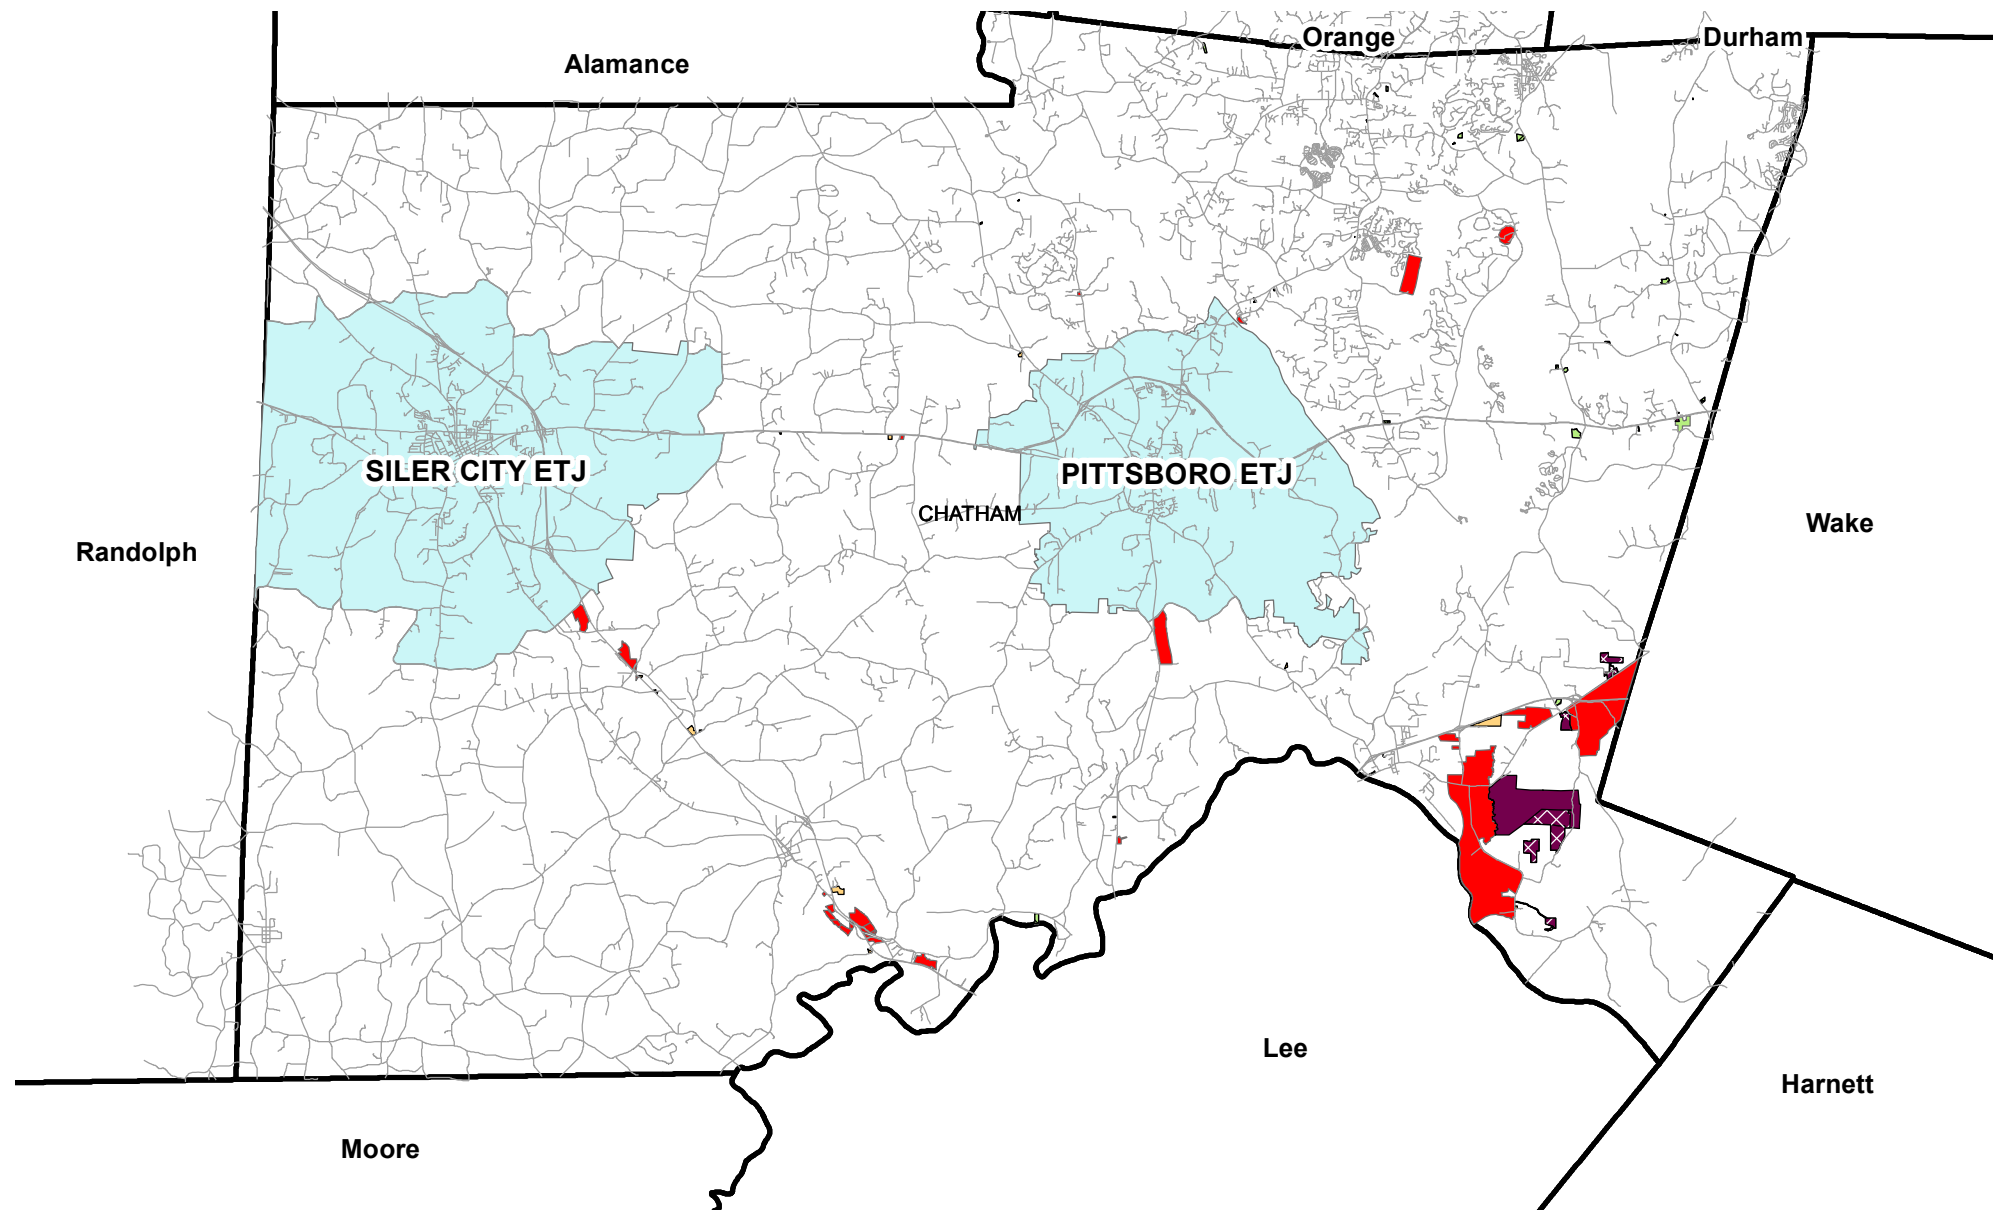 Orange
Durham
Alamance
SILER CITY ETJ
PITTSBORO ETJ
CHATHAM
Wake
Randolph
Lee
Harnett
Moore